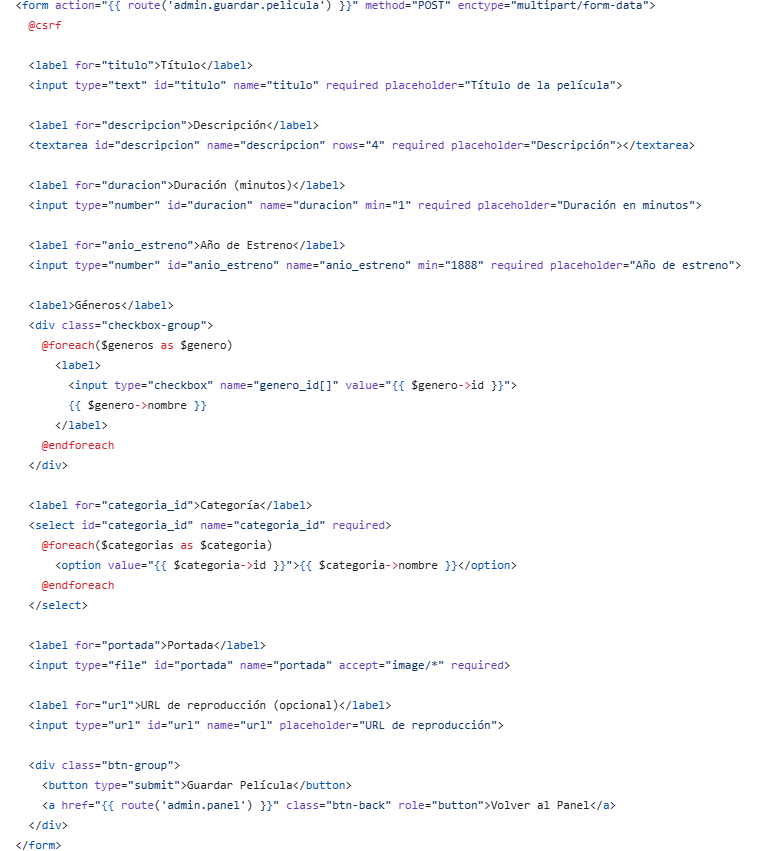 <form action="{{ route('admin.guardar.pelicula') }}" method="POST" enctype="multipart/form-data">
@csrf
<label for="titulo">Título</label>
<input type="text" id="titulo" name="titulo" required placeholder="Título de la película">
<label for="descripcion">Descripción</label>
<textarea id="descripcion" name="descripcion" rows="4" required placeholder="Descripción"></textarea>
<label for="duracion">Duración (minutos)</label>
<input type="number" id="duracion" name="duracion" min="1" required placeholder="Duración en minutos">
<label for="anio_estreno">Año de Estreno</label>
<input type="number" id="anio_estreno" name="anio_estreno" min="1888" required placeholder="Año de estreno">
<label>Géneros</label>
<div class="checkbox-group">
@foreach($generos as $genero)
<label>
<input type="checkbox" name="genero_id[]" value="{{ $genero->id }}">
{{ $genero->nombre }}
</label>
@endforeach
</div>
<label for="categoria_id">Categoría</label>
<select id="categoria_id" name="categoria_id" required>
@foreach($categorias as $categoria)
<option value="{{ $categoria->id }}">{{ $categoria->nombre }}</option>
@endforeach
</select>
<label for="portada">Portada</label>
<input type="file" id="portada" name="portada" accept="image/*" required>
<label for="url">URL de reproducción (opcional)</label>
<input type="url" id="url" name="url" placeholder="URL de reproducción">
<div class="btn-group">
<button type="submit">Guardar Película</button>
<a href="{{ route('admin.panel') }}" class="btn-back" role="button">Volver al Panel</a>
</div>
</form>